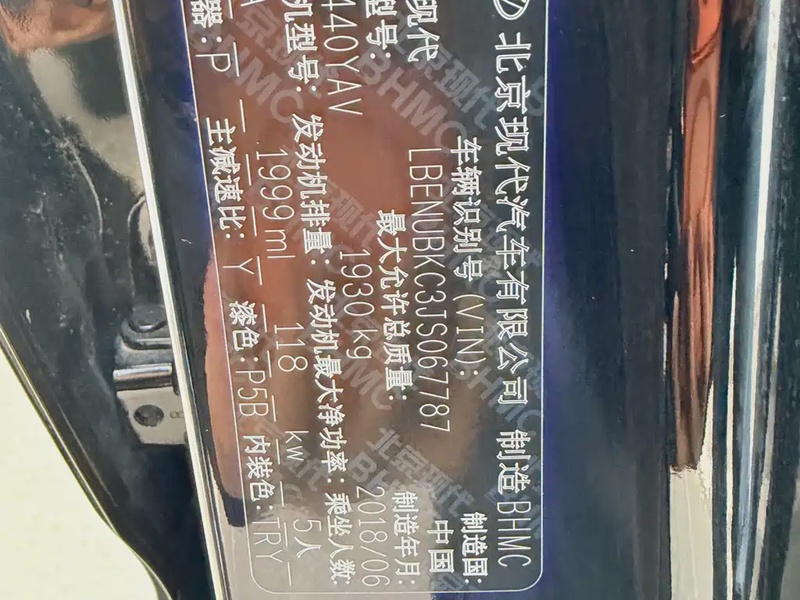 北京现代汽车有限公司 制造BHMC
车辆识别号(VIN): 制造国:
LBENUBKC3JS067787 中国
现代
型号: 最大允许总质量: 制造年月:
440YAV 1930kg 2018/06
机型号: 发动机排量: 发动机最大净功率: 乘坐人数:
A 1999ml 118 kw 5人
器: P 主减速比: Y 漆色: P5B 内装色: TRY